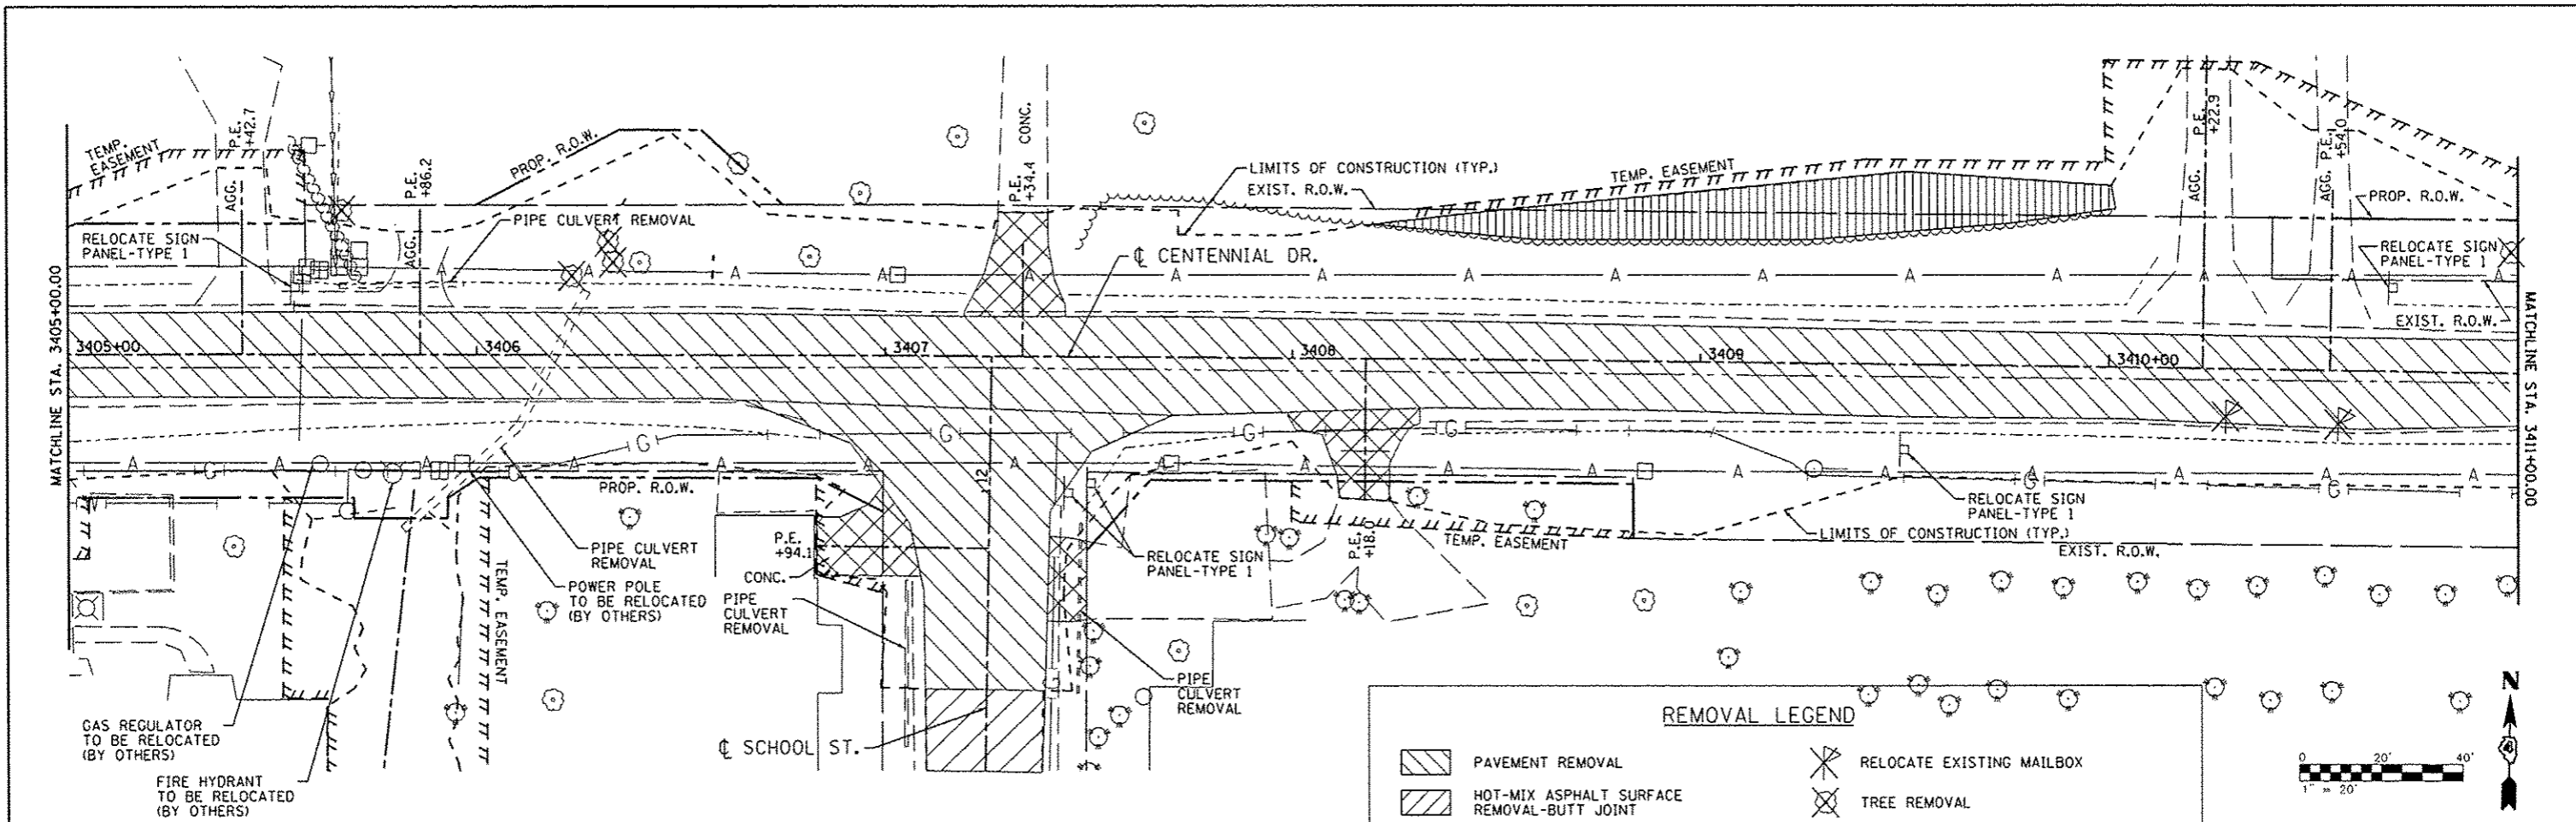 TEMP.
EASEMENT
AGG.
P.E.
+42.7
P.E.
+86.2
AGG.
PROP. R.O.W.
PIPE CULVERT REMOVAL
RELOCATE SIGN
PANEL-TYPE 1
P.E.
+34.4 CONC.
LIMITS OF CONSTRUCTION (TYP.)
EXIST. R.O.W.
TEMP. EASEMENT
℄ CENTENNIAL DR.
AGG.
P.E.
+22.9
AGG.
P.E.
+54.0
PROP. R.O.W.
RELOCATE SIGN
PANEL-TYPE 1
EXIST. R.O.W.
A A A A A A A A A A A A A A A
MATCHLINE STA. 3405+00.00
3405+00
3406
3407
3408
3409
3410+00
MATCHLINE STA. 3411+00.00
G G G G
A G A A A A A A A A A A A G A A G A
PROP. R.O.W.
12
PIPE CULVERT
REMOVAL
TEMP. EASEMENT
POWER POLE
TO BE RELOCATED
(BY OTHERS)
P.E.
+94.1
CONC.
PIPE
CULVERT
REMOVAL
RELOCATE SIGN
PANEL-TYPE 1
P.E.
+18.0
TEMP. EASEMENT
RELOCATE SIGN
PANEL-TYPE 1
LIMITS OF CONSTRUCTION (TYP.)
EXIST. R.O.W.
PIPE
CULVERT
REMOVAL
GAS REGULATOR
TO BE RELOCATED
(BY OTHERS)
FIRE HYDRANT
TO BE RELOCATED
(BY OTHERS)
℄ SCHOOL ST.
REMOVAL LEGEND
PAVEMENT REMOVAL
RELOCATE EXISTING MAILBOX
HOT-MIX ASPHALT SURFACE
REMOVAL-BUTT JOINT
TREE REMOVAL
N
0 20' 40'
1" = 20'